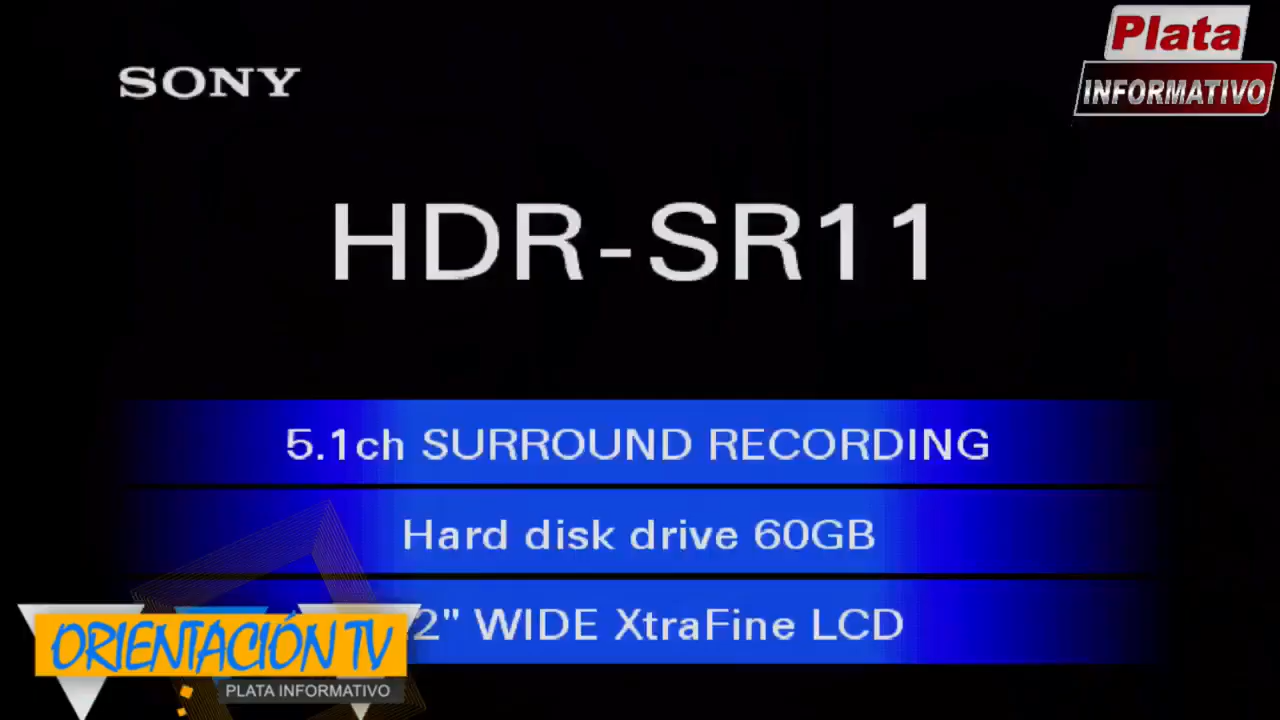 Plata
INFORMATIVO
SONY
HDR-SR11
5.1ch SURROUND RECORDING
Hard disk drive 60GB
2" WIDE XtraFine LCD
ORIENTACIÓN TV
PLATA INFORMATIVO